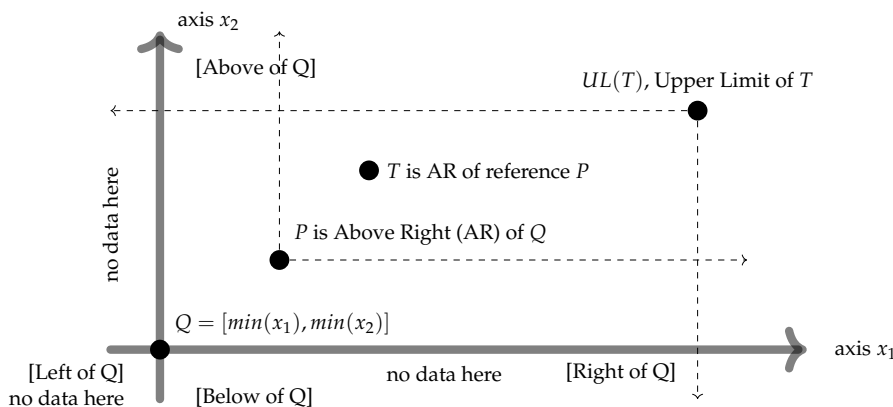 axis x₂
[Above of Q]
UL(T), Upper Limit of T
T is AR of reference P
no data here
P is Above Right (AR) of Q
Q = [min(x₁), min(x₂)]
axis x₁
[Left of Q]
no data here
[Right of Q]
no data here
[Below of Q]